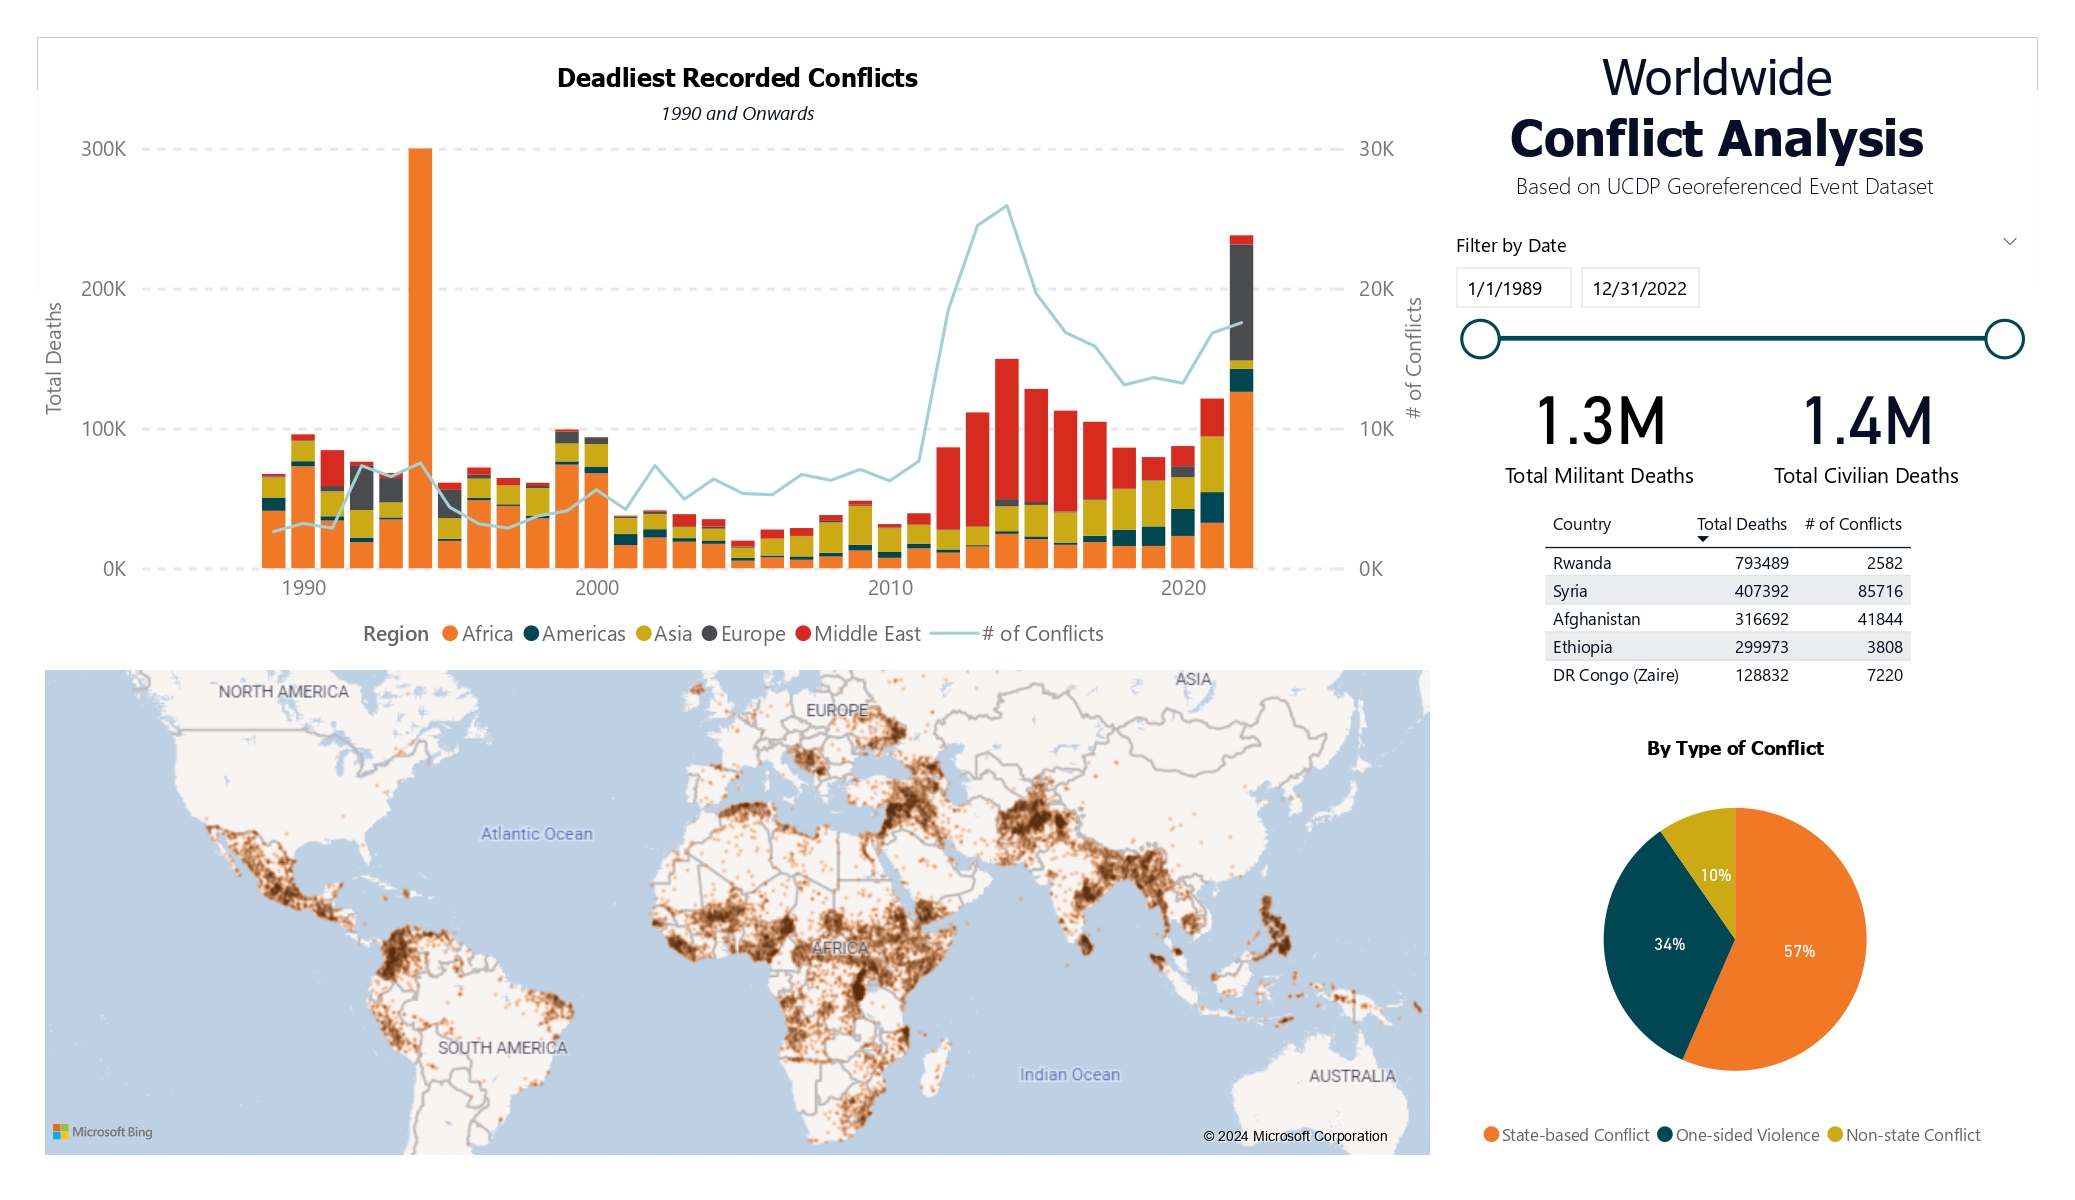 Deadliest Recorded Conflicts
1990 and Onwards
300K
200K
100K
0K
Total Deaths
30K
20K
10K
0K
# of Conflicts
1990 2000 2010 2020
Region Africa Americas Asia Europe Middle East # of Conflicts
Worldwide
Conflict Analysis
Based on UCDP Georeferenced Event Dataset
Filter by Date
1/1/1989 12/31/2022
1.3M
Total Militant Deaths
1.4M
Total Civilian Deaths
Country Total Deaths # of Conflicts
Rwanda 793489 2582
Syria 407392 85716
Afghanistan 316692 41844
Ethiopia 299973 3808
DR Congo (Zaire) 128832 7220
NORTH AMERICA
ASIA
EUROPE
Atlantic Ocean
AFRICA
SOUTH AMERICA
Indian Ocean
AUSTRALIA
Microsoft Bing
© 2024 Microsoft Corporation
By Type of Conflict
10%
34%
57%
State-based Conflict One-sided Violence Non-state Conflict